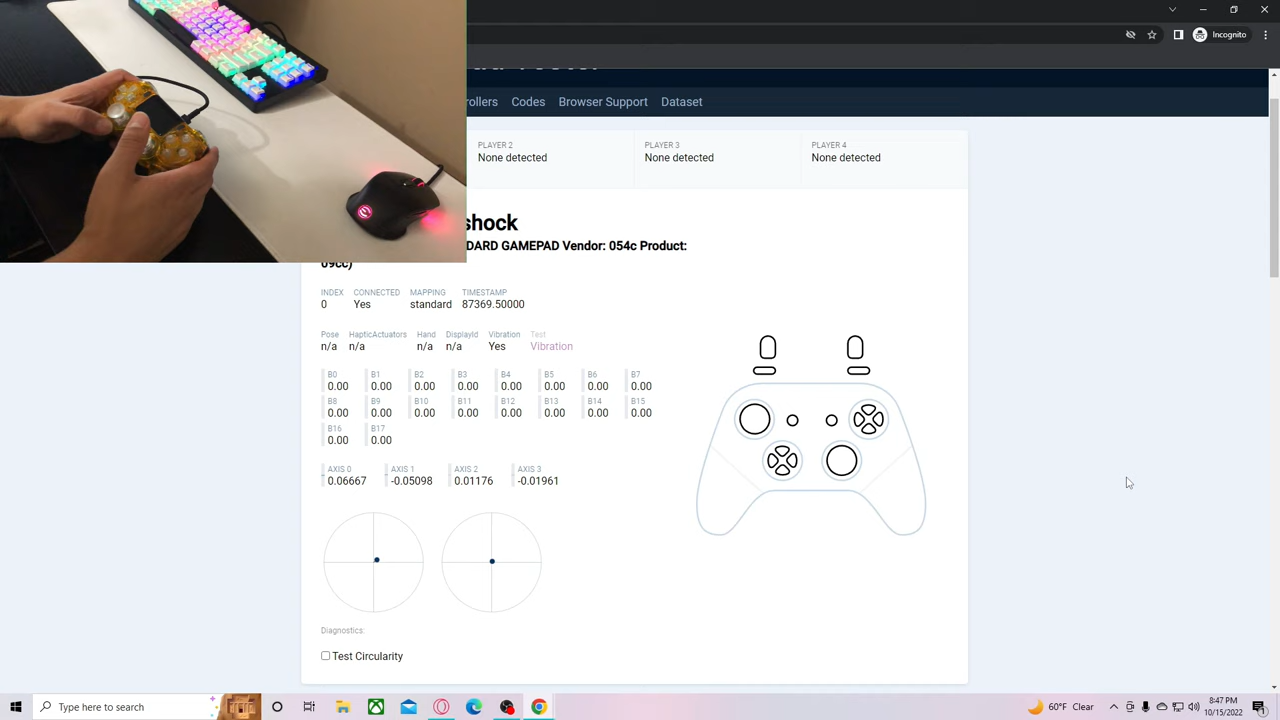 Incognito
rollers Codes Browser Support Dataset
PLAYER 2 PLAYER 3 PLAYER 4
None detected None detected None detected
shock
DARD GAMEPAD Vendor: 054c Product:
09cc)
INDEX CONNECTED MAPPING TIMESTAMP
0 Yes standard 87369.50000
Pose HapticActuators Hand DisplayId Vibration Test
n/a n/a n/a n/a Yes Vibration
B0 B1 B2 B3 B4 B5 B6 B7
0.00 0.00 0.00 0.00 0.00 0.00 0.00 0.00
B8 B9 B10 B11 B12 B13 B14 B15
0.00 0.00 0.00 0.00 0.00 0.00 0.00 0.00
B16 B17
0.00 0.00
AXIS 0 AXIS 1 AXIS 2 AXIS 3
0.06667 -0.05098 0.01176 -0.01961
Diagnostics:
Test Circularity
Type here to search
60°F Clear
8:47 PM
10/15/2022